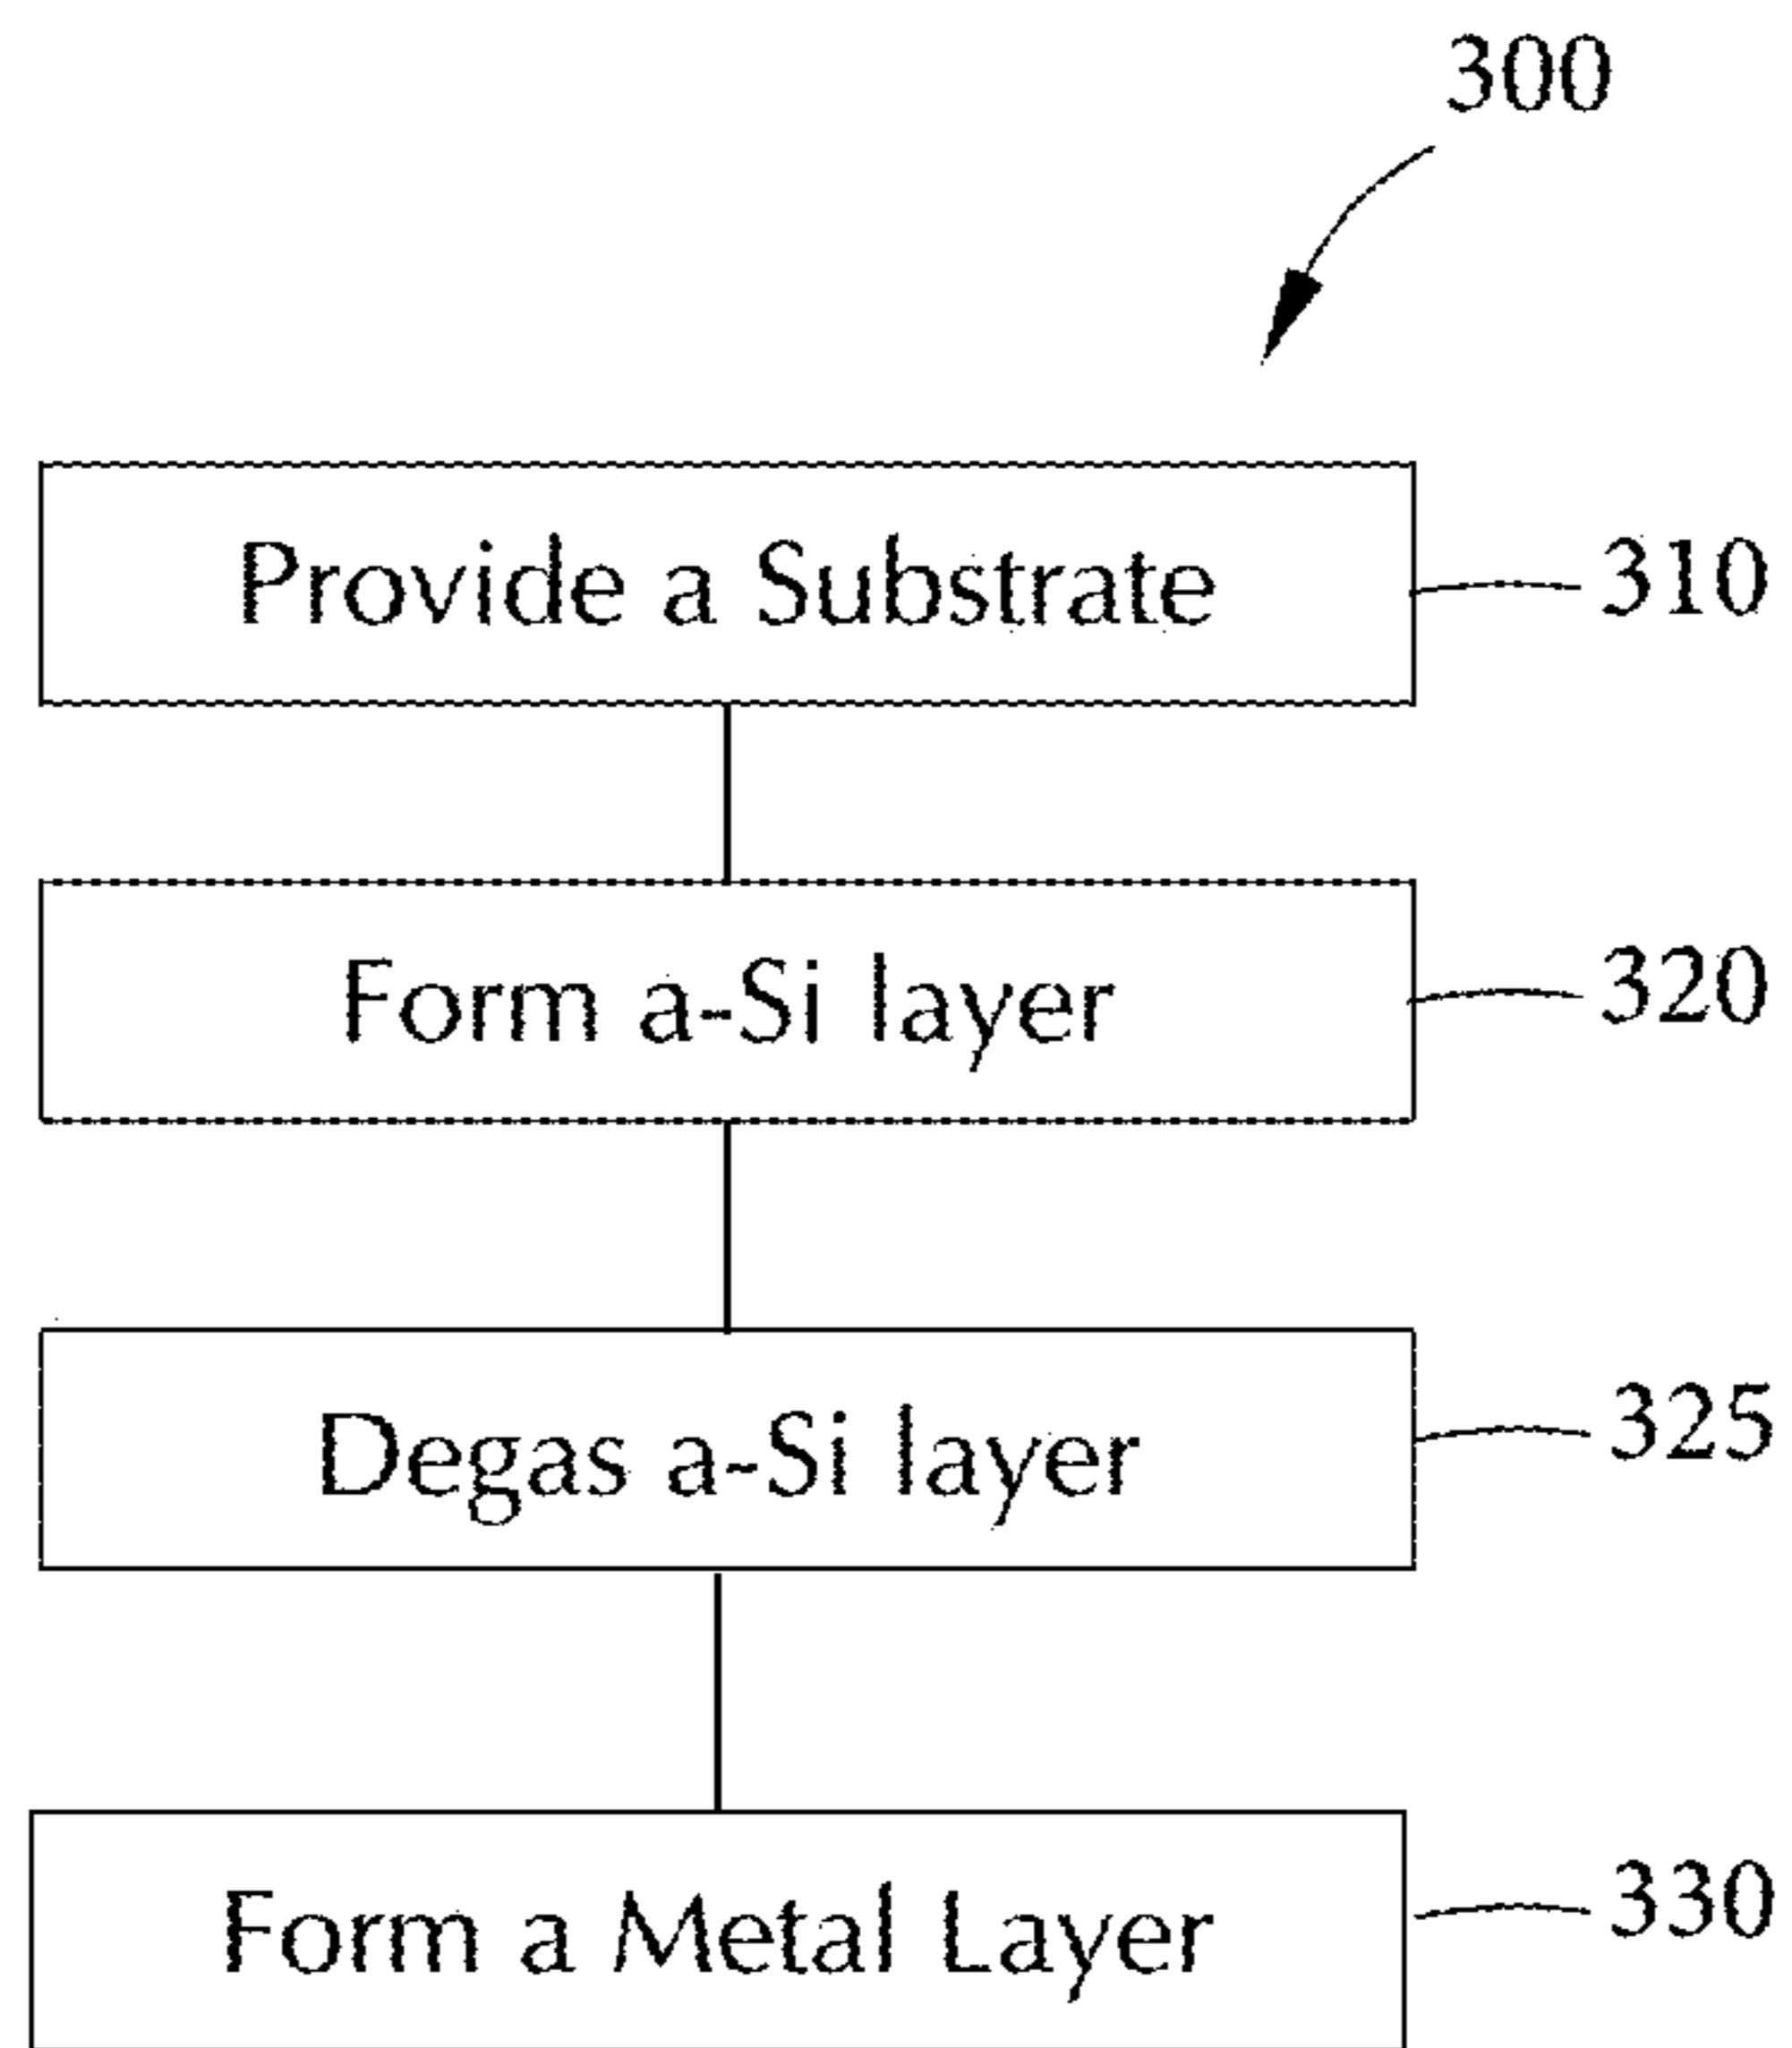 300
Provide a Substrate 310
Form a-Si layer 320
Degas a-Si layer 325
Form a Metal Layer 330